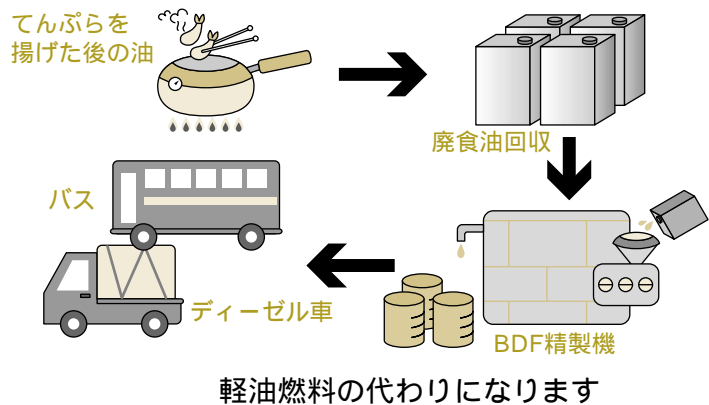 てんぷらを
揚げた後の油
廃食油回収
バス
ディーゼル車
BDF精製機
軽油燃料の代わりになります